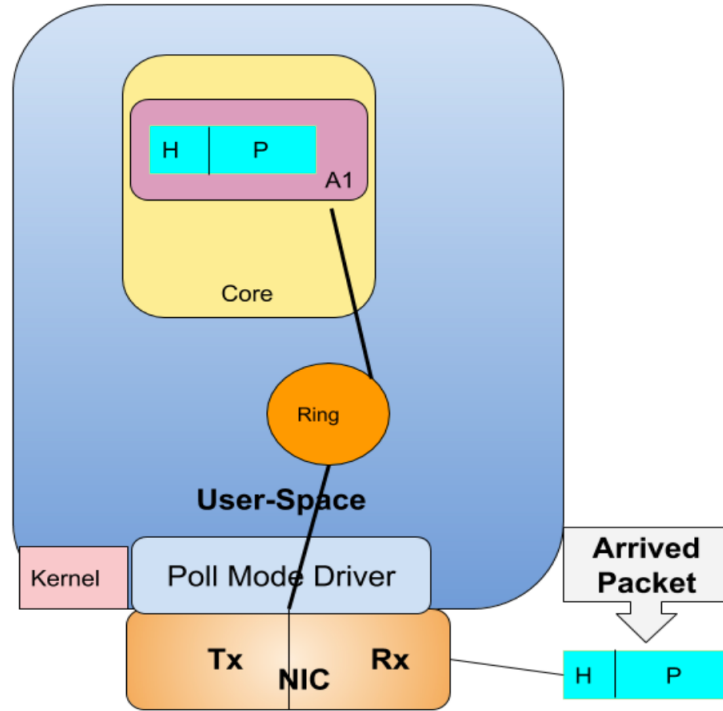 H P
A1
Core
Ring
User-Space
Kernel
Poll Mode Driver
Arrived
Packet
Tx NIC Rx
H P